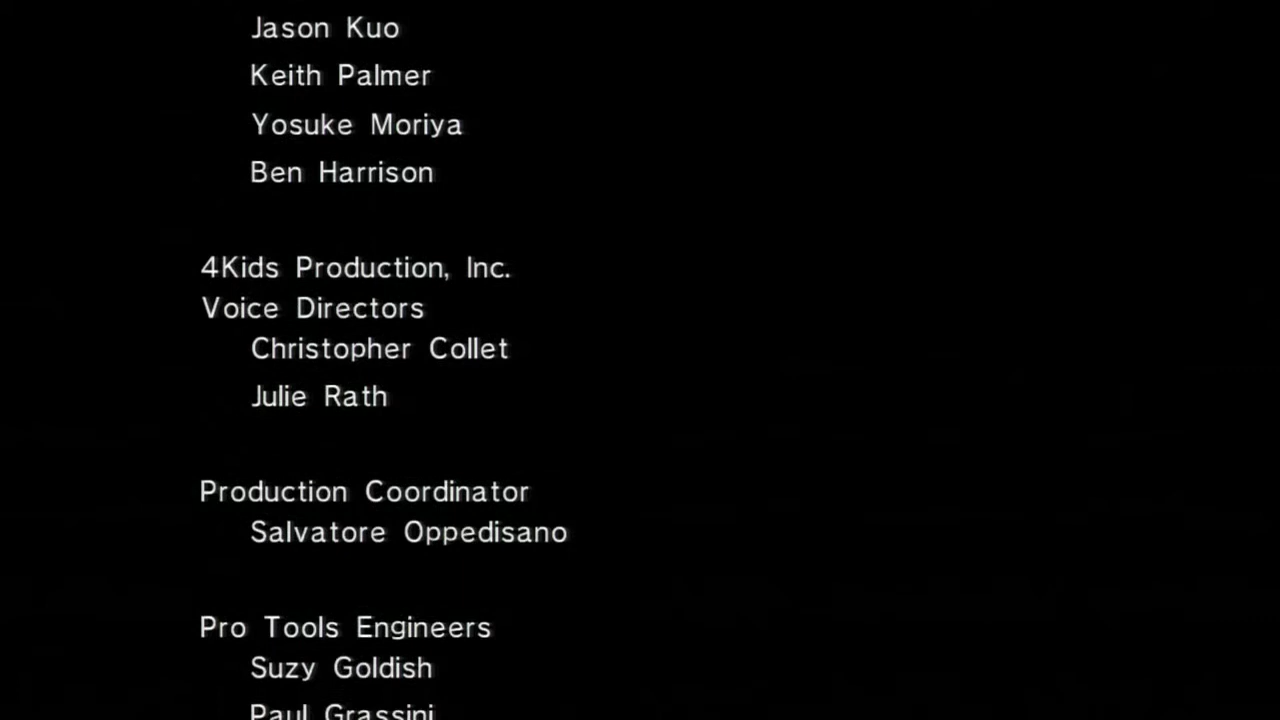 Jason Kuo
Keith Palmer
Yosuke Moriya
Ben Harrison
4Kids Production, Inc.
Voice Directors
Christopher Collet
Julie Rath
Production Coordinator
Salvatore Oppedisano
Pro Tools Engineers
Suzy Goldish
Paul Grassini